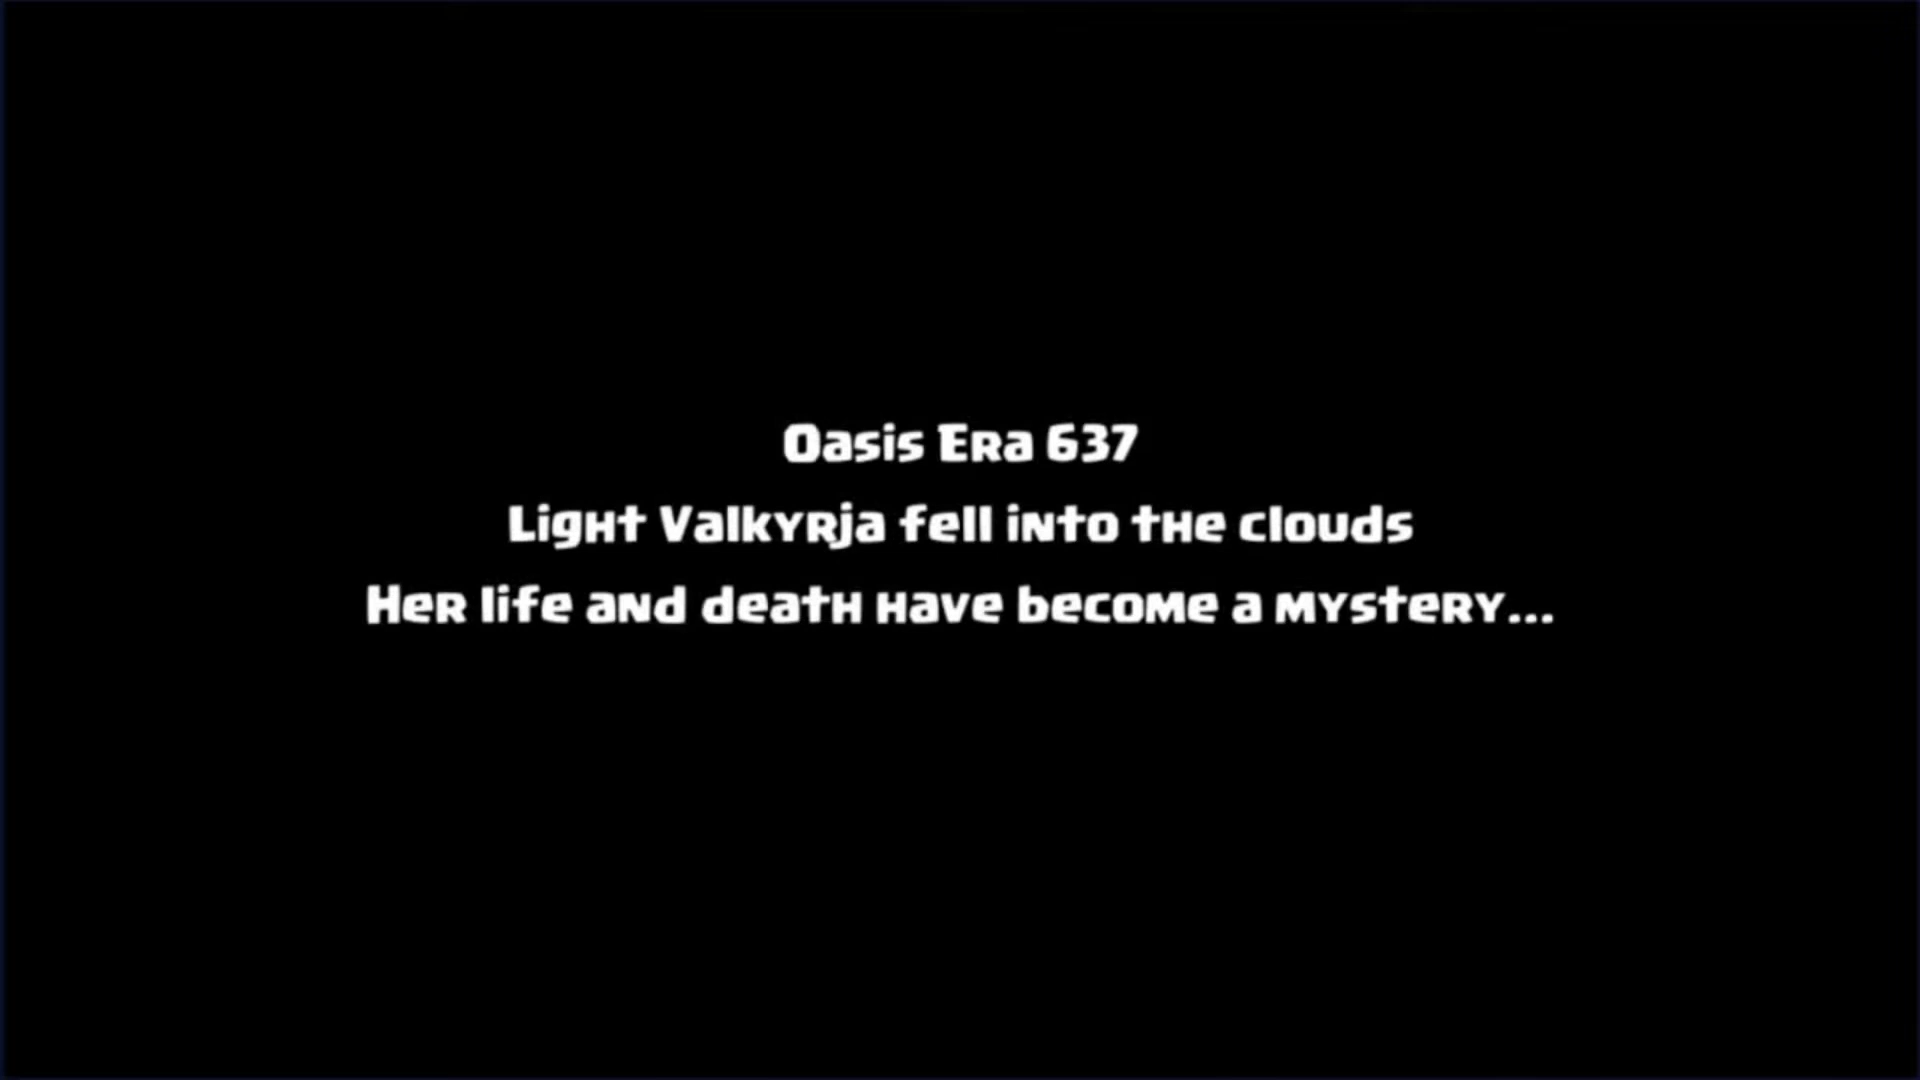 Oasis Era 637
Light Valkyrja fell into the clouds
Her life and death have become a mystery...